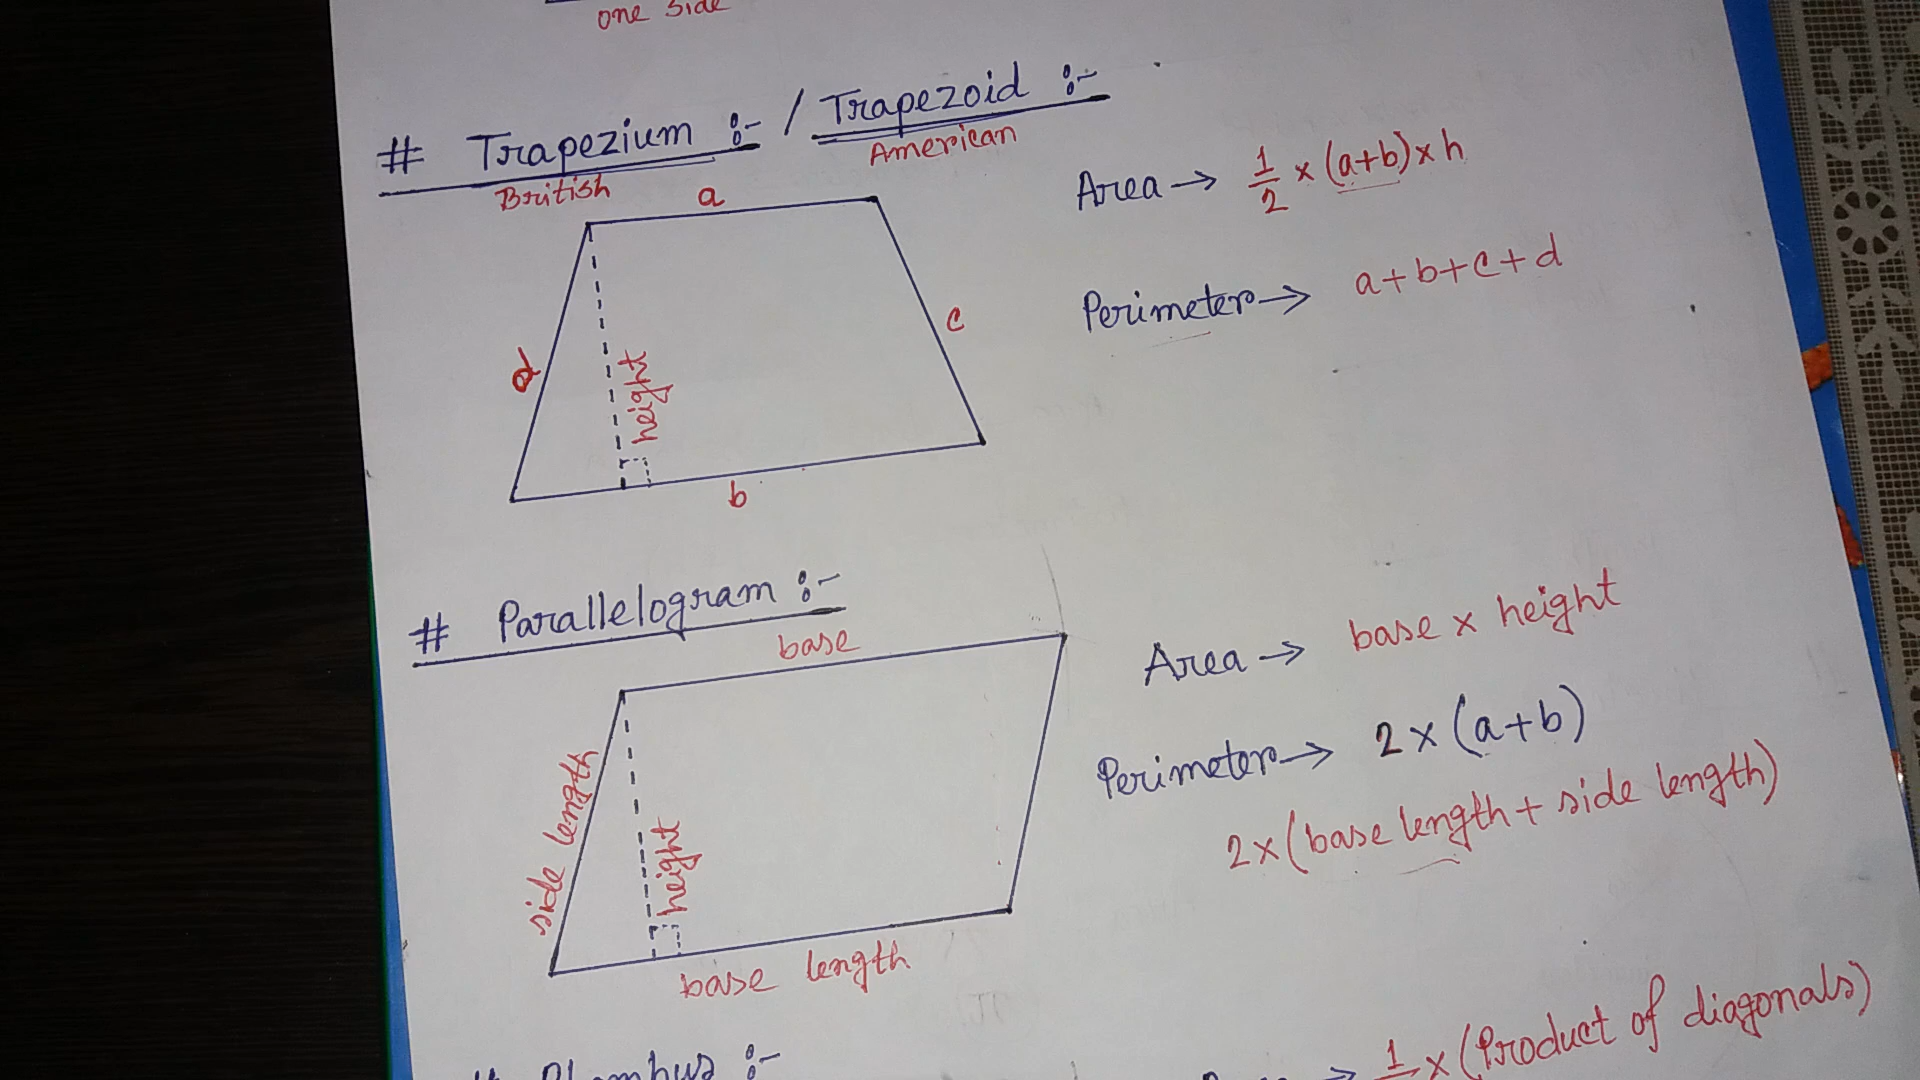 one side
# Trapezium :- / Trapezoid :-
British
American
a
d
height
c
b
Area → 1/2 × (a+b) × h
Perimeter → a+b+c+d
# Parallelogram :-
base
side length
height
base length
Area → base × height
Perimeter → 2 × (a+b)
2 × (base length + side length)
# Rhombus :-
→ 1 × (Product of diagonals)